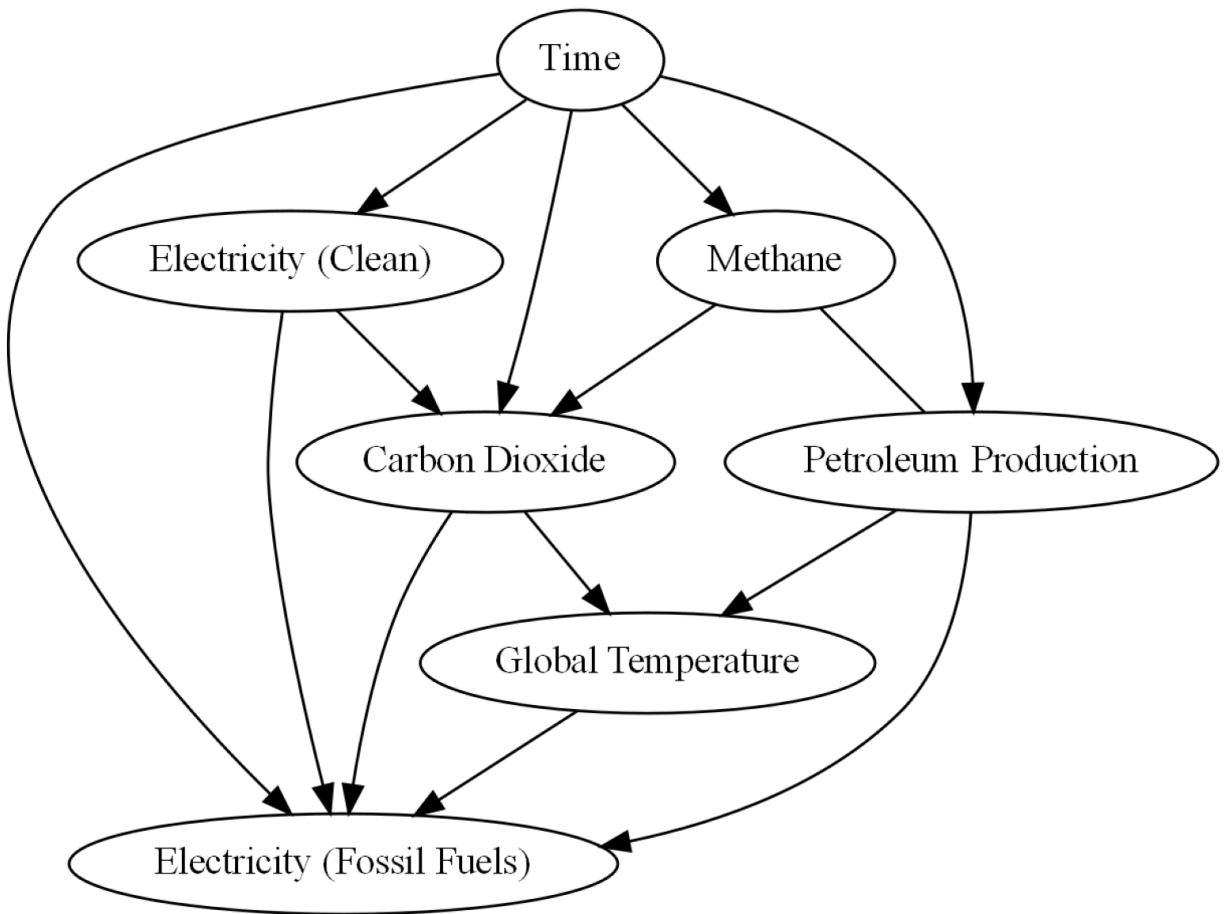 Time
Electricity (Clean)
Methane
Carbon Dioxide
Petroleum Production
Global Temperature
Electricity (Fossil Fuels)